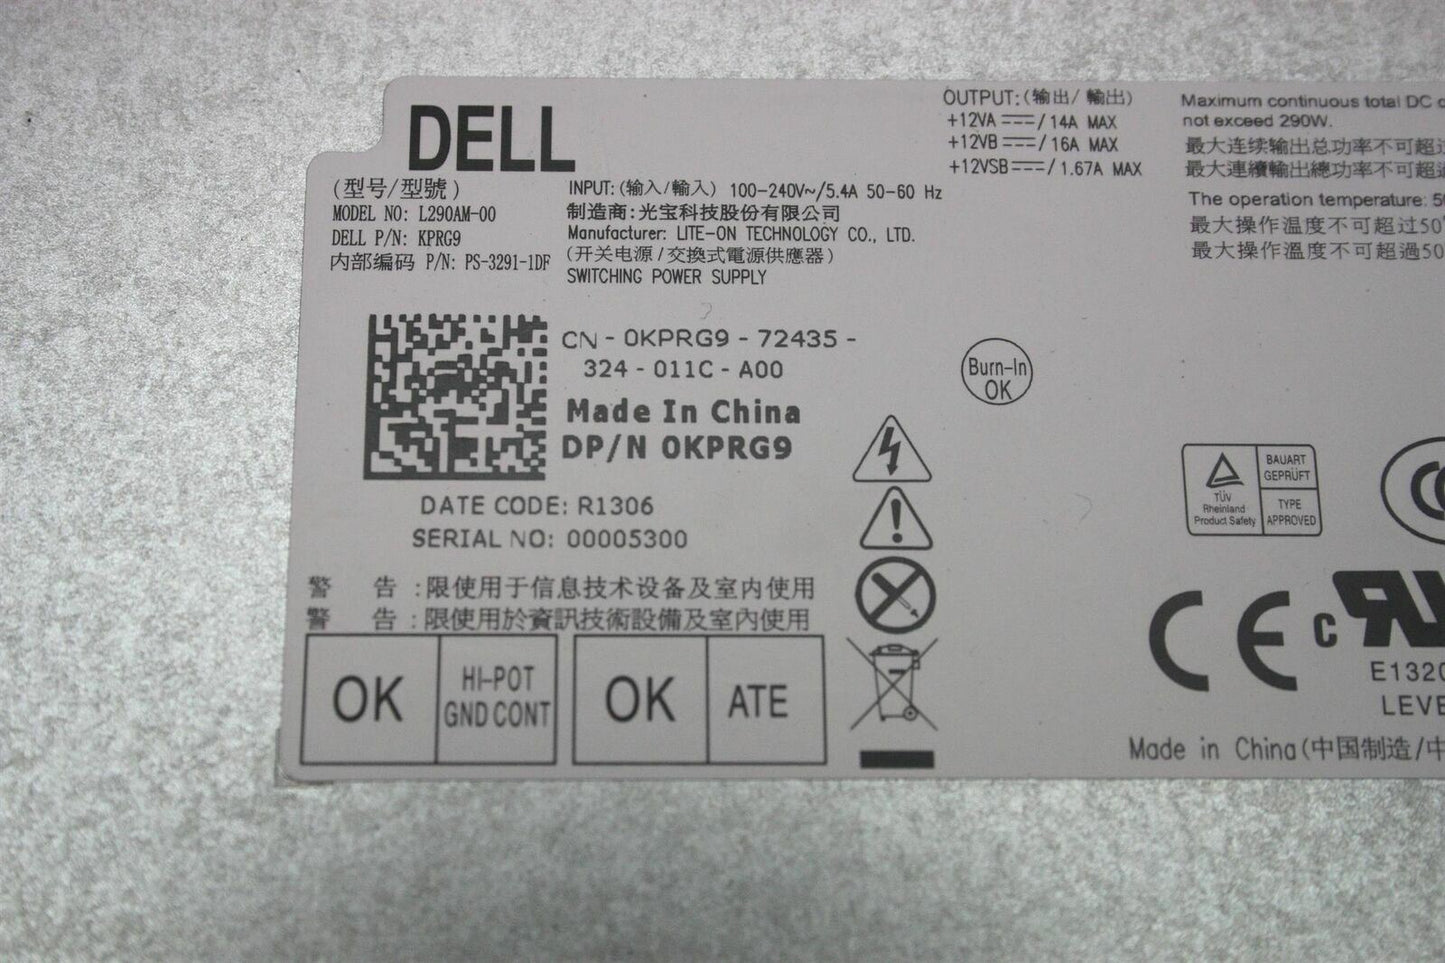 DELL
(型号/型號)
MODEL NO: L290AM-00
DELL P/N: KPRG9
内部编码 P/N: PS-3291-1DF
INPUT: (输入/輸入) 100-240V~/5.4A 50-60 Hz
制造商:光宝科技股份有限公司
Manufacturer: LITE-ON TECHNOLOGY CO., LTD.
(开关电源/交換式電源供應器)
SWITCHING POWER SUPPLY
OUTPUT:(输出/輸出)
+12VA ⎓/14A MAX
+12VB ⎓/16A MAX
+12VSB⎓/1.67A MAX
Maximum continuous total DC
not exceed 290W.
最大连续输出总功率不可超
最大連續輸出總功率不可超
The operation temperature: 50
最大操作温度不可超过50
最大操作溫度不可超過50
CN - 0KPRG9 - 72435 -
324 - 011C - A00
Made In China
DP/N 0KPRG9
DATE CODE: R1306
SERIAL NO: 00005300
Burn-In
OK
警 告 :限使用于信息技术设备及室内使用
警 告 :限使用於資訊技術設備及室內使用
OK
HI-POT
GND CONT
OK
ATE
TÜV
Rheinland
Product Safety
BAUART
GEPRÜFT
TYPE
APPROVED
CE
c
E1320
LEVE
Made in China(中国制造/中